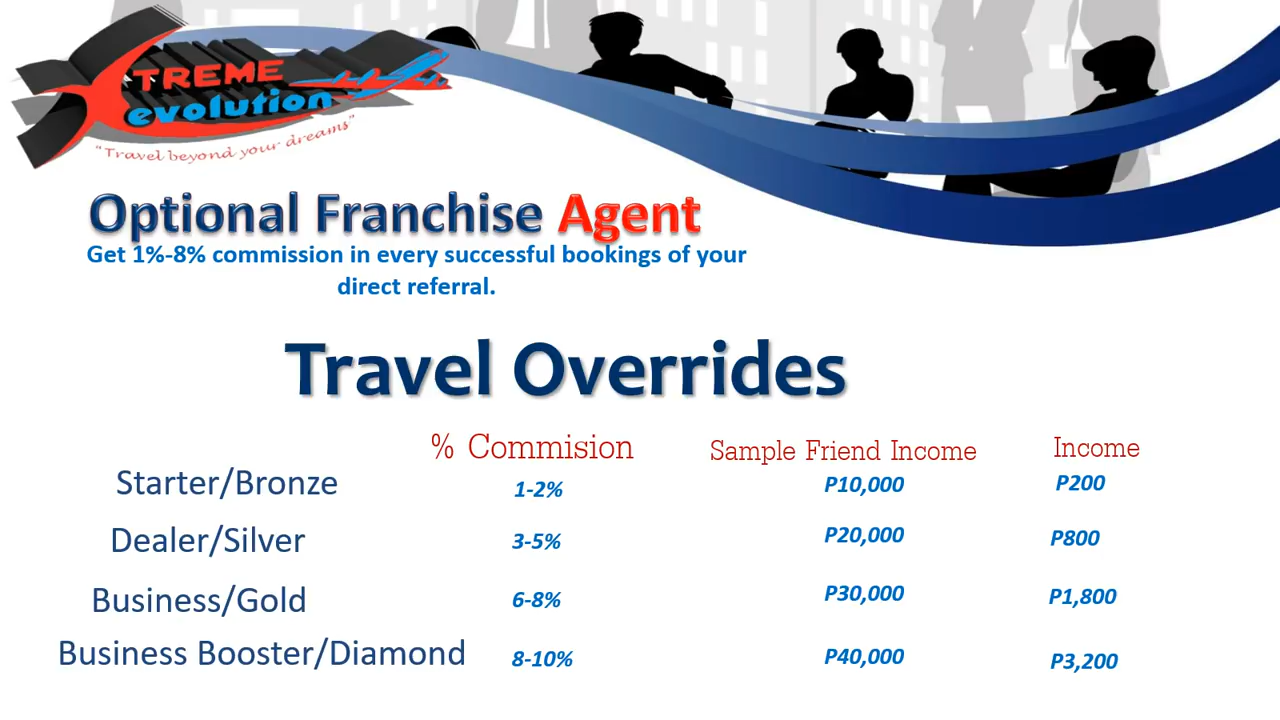 XTREME
evolution
"Travel beyond your dreams"
Optional Franchise Agent
Get 1%-8% commission in every successful bookings of your
direct referral.
Travel Overrides
% Commision Sample Friend Income Income
Starter/Bronze 1-2% P10,000 P200
Dealer/Silver 3-5% P20,000 P800
Business/Gold 6-8% P30,000 P1,800
Business Booster/Diamond 8-10% P40,000 P3,200